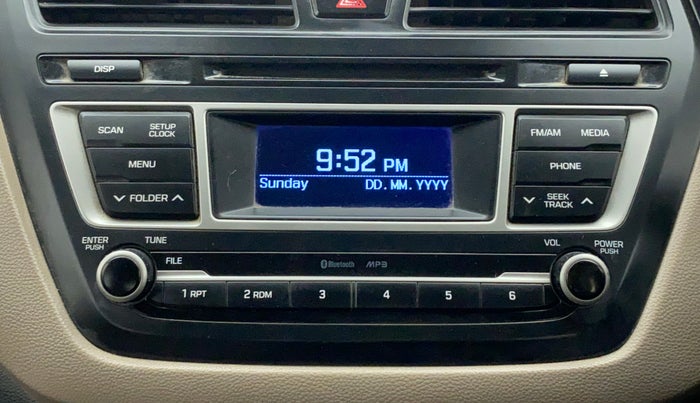 DISP
SCAN
SETUP
CLOCK
MENU
FOLDER
9:52 PM
Sunday DD.MM.YYYY
FM/AM MEDIA
PHONE
SEEK
TRACK
ENTER
PUSH
TUNE
FILE
Bluetooth MP3
VOL
POWER
PUSH
1 RPT 2 RDM 3 4 5 6